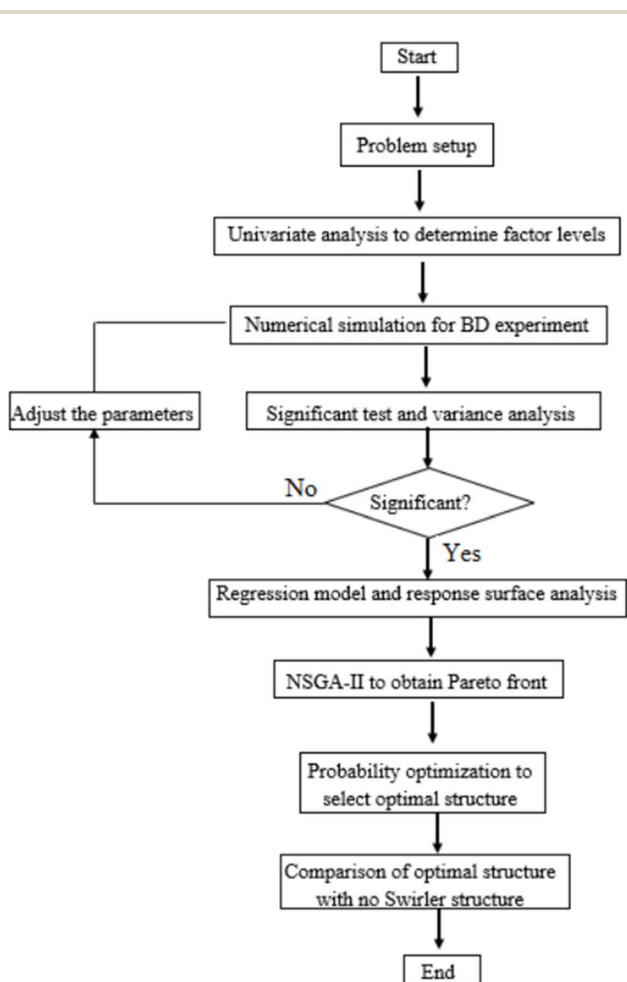 Start
Problem setup
Univariate analysis to determine factor levels
Numerical simulation for BD experiment
Adjust the parameters
Significant test and variance analysis
No
Significant?
Yes
Regression model and response surface analysis
NSGA-II to obtain Pareto front
Probability optimization to
select optimal structure
Comparison of optimal structure
with no Swirler structure
End